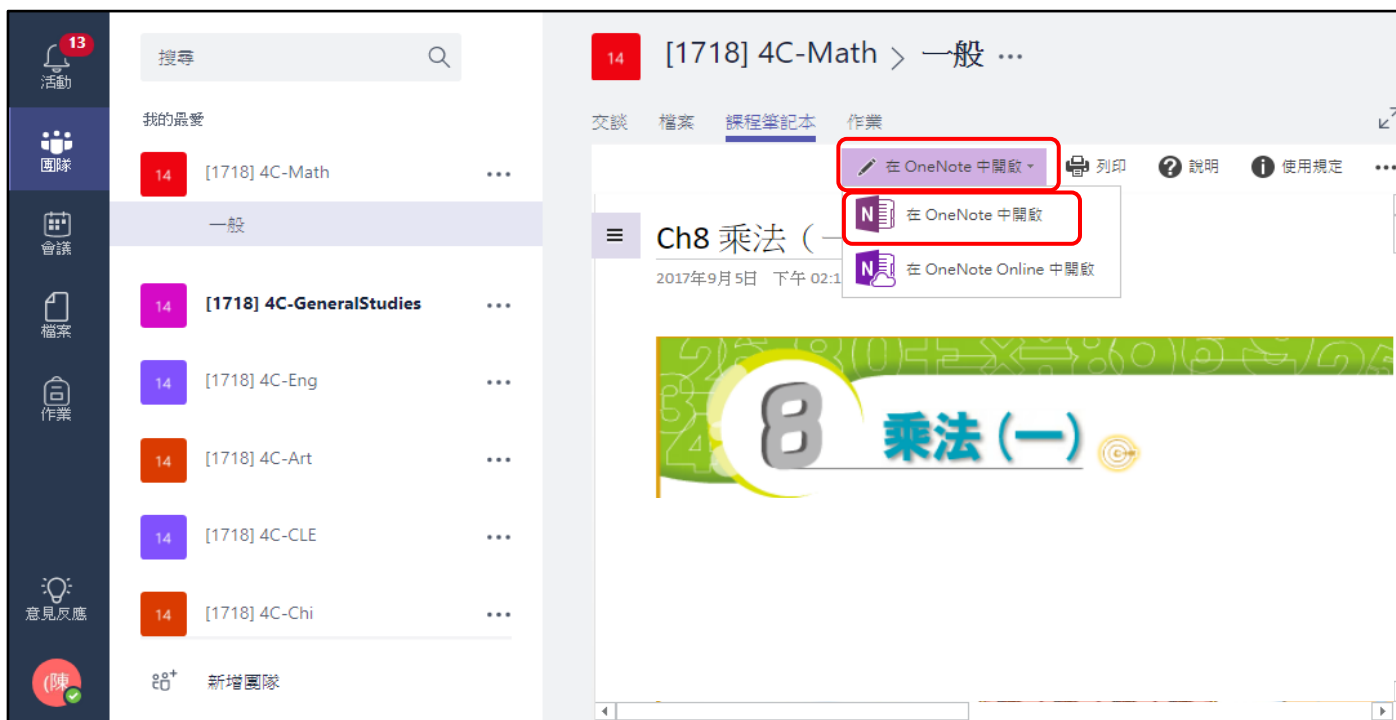 13
活動
團隊
會議
檔案
作業
意見反應
(陳
搜尋
我的最愛
14 [1718] 4C-Math
一般
14 [1718] 4C-GeneralStudies
14 [1718] 4C-Eng
14 [1718] 4C-Art
14 [1718] 4C-CLE
14 [1718] 4C-Chi
新增團隊
14 [1718] 4C-Math > 一般 ...
交談 檔案 課程筆記本 作業
在 OneNote 中開啟 列印 說明 使用規定
在 OneNote 中開啟
在 OneNote Online 中開啟
Ch8 乘法（一
2017年9月5日 下午 02:1
8 乘法(一)